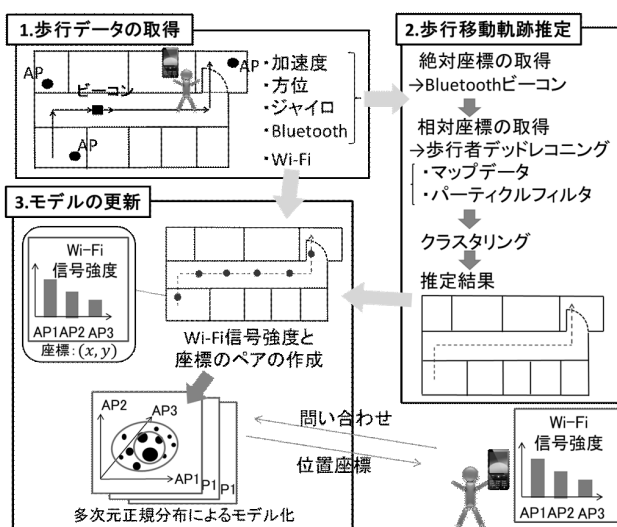 1.歩行データの取得
AP
AP
ビーコン
AP
・加速度
・方位
・ジャイロ
・Bluetooth
・Wi-Fi
2.歩行移動軌跡推定
絶対座標の取得
→Bluetoothビーコン
相対座標の取得
→歩行者デッドレコニング
・マップデータ
・パーティクルフィルタ
クラスタリング
推定結果
3.モデルの更新
Wi-Fi
信号強度
AP1 AP2 AP3
座標:(x, y)
Wi-Fi信号強度と
座標のペアの作成
AP2
AP3
AP1
P1
P1
多次元正規分布によるモデル化
問い合わせ
位置座標
Wi-Fi
信号強度
AP1 AP2 AP3